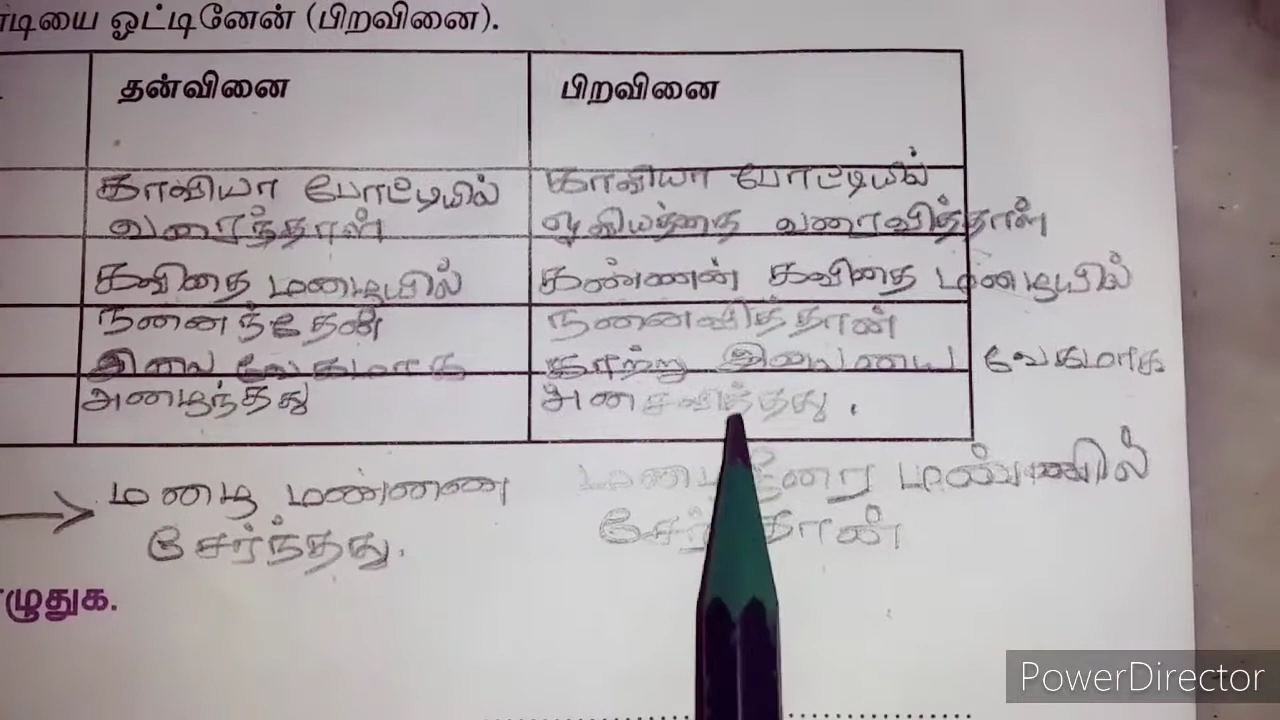 டியை ஓட்டினேன் (பிறவினை).
தன்வினை
பிறவினை
காவியா போட்டியில்
வரைந்தாள்
காவியா போட்டியில்
ஓவியத்தை வரைவித்தாள்
கவிதை மழையில்
நனைந்தேன்
கண்ணன் கவிதை மழையில்
நனைவித்தான்
இலை வேகமாக
அசைந்தது
காற்று இலையை வேகமாக
அசைவித்தது.
மழை மண்ணை
சேர்ந்தது.
மழைநீரை மண்ணில்
ழுதுக.
PowerDirector